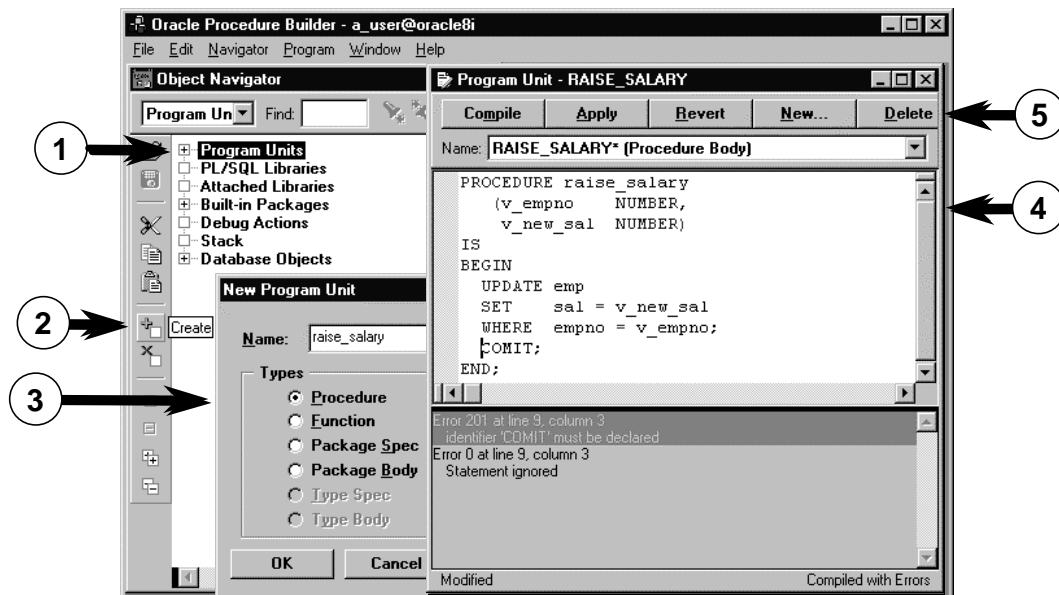 Oracle Procedure Builder - a_user@oracle8i
File Edit Navigator Program Window Help
Object Navigator
Program Un Find:
1
Program Units
PL/SQL Libraries
Attached Libraries
Built-in Packages
Debug Actions
Stack
Database Objects
2
Create
3
New Program Unit
Name: raise_salary
Types
Procedure
Function
Package Spec
Package Body
Type Spec
Type Body
OK Cancel
Program Unit - RAISE_SALARY
Compile Apply Revert New... Delete
5
Name: RAISE_SALARY* (Procedure Body)
4
PROCEDURE raise_salary
(v_empno NUMBER,
v_new_sal NUMBER)
IS
BEGIN
UPDATE emp
SET sal = v_new_sal
WHERE empno = v_empno;
COMIT;
END;
Error 201 at line 9, column 3
identifier 'COMIT' must be declared
Error 0 at line 9, column 3
Statement ignored
Modified Compiled with Errors